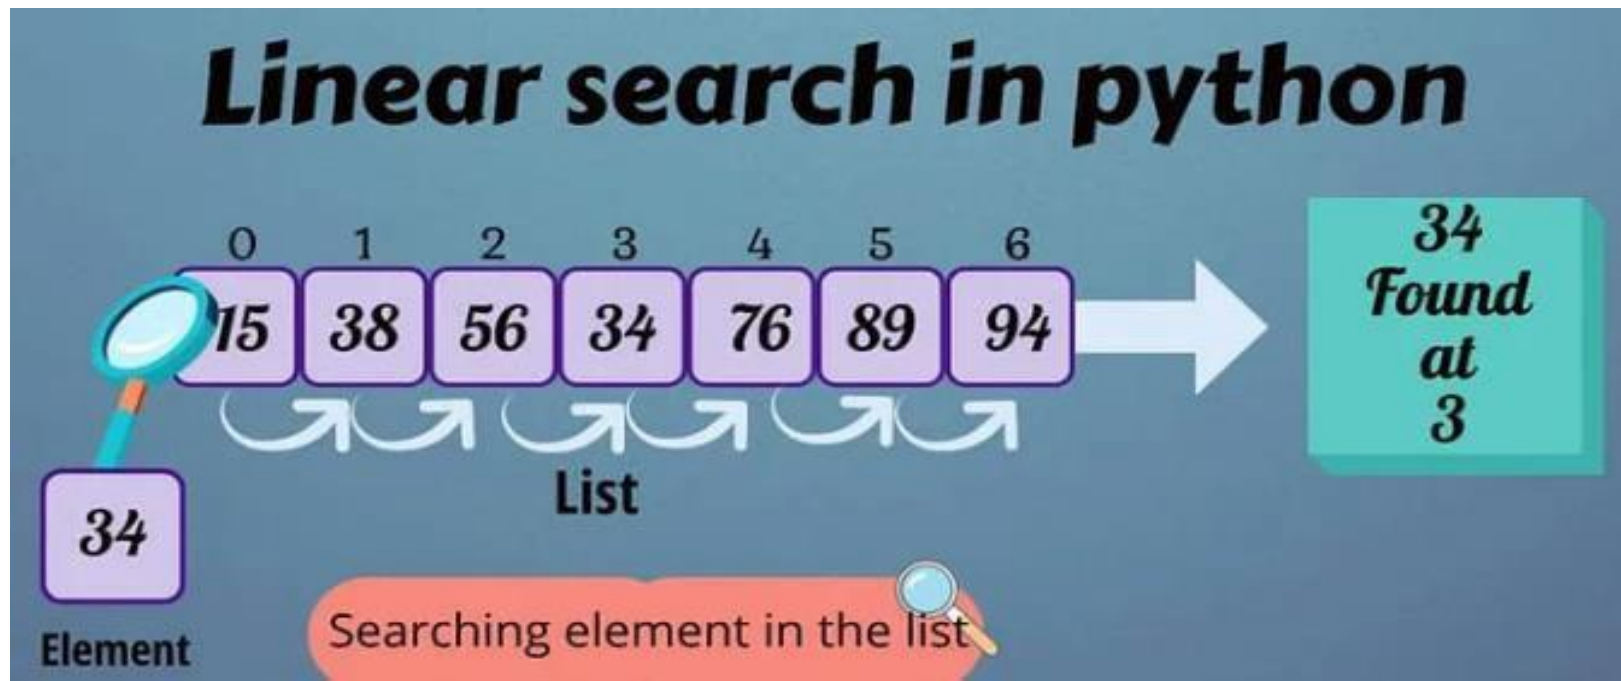 Linear search in python
0 1 2 3 4 5 6
15 38 56 34 76 89 94
34
Found
at
3
List
34
Element
Searching element in the list